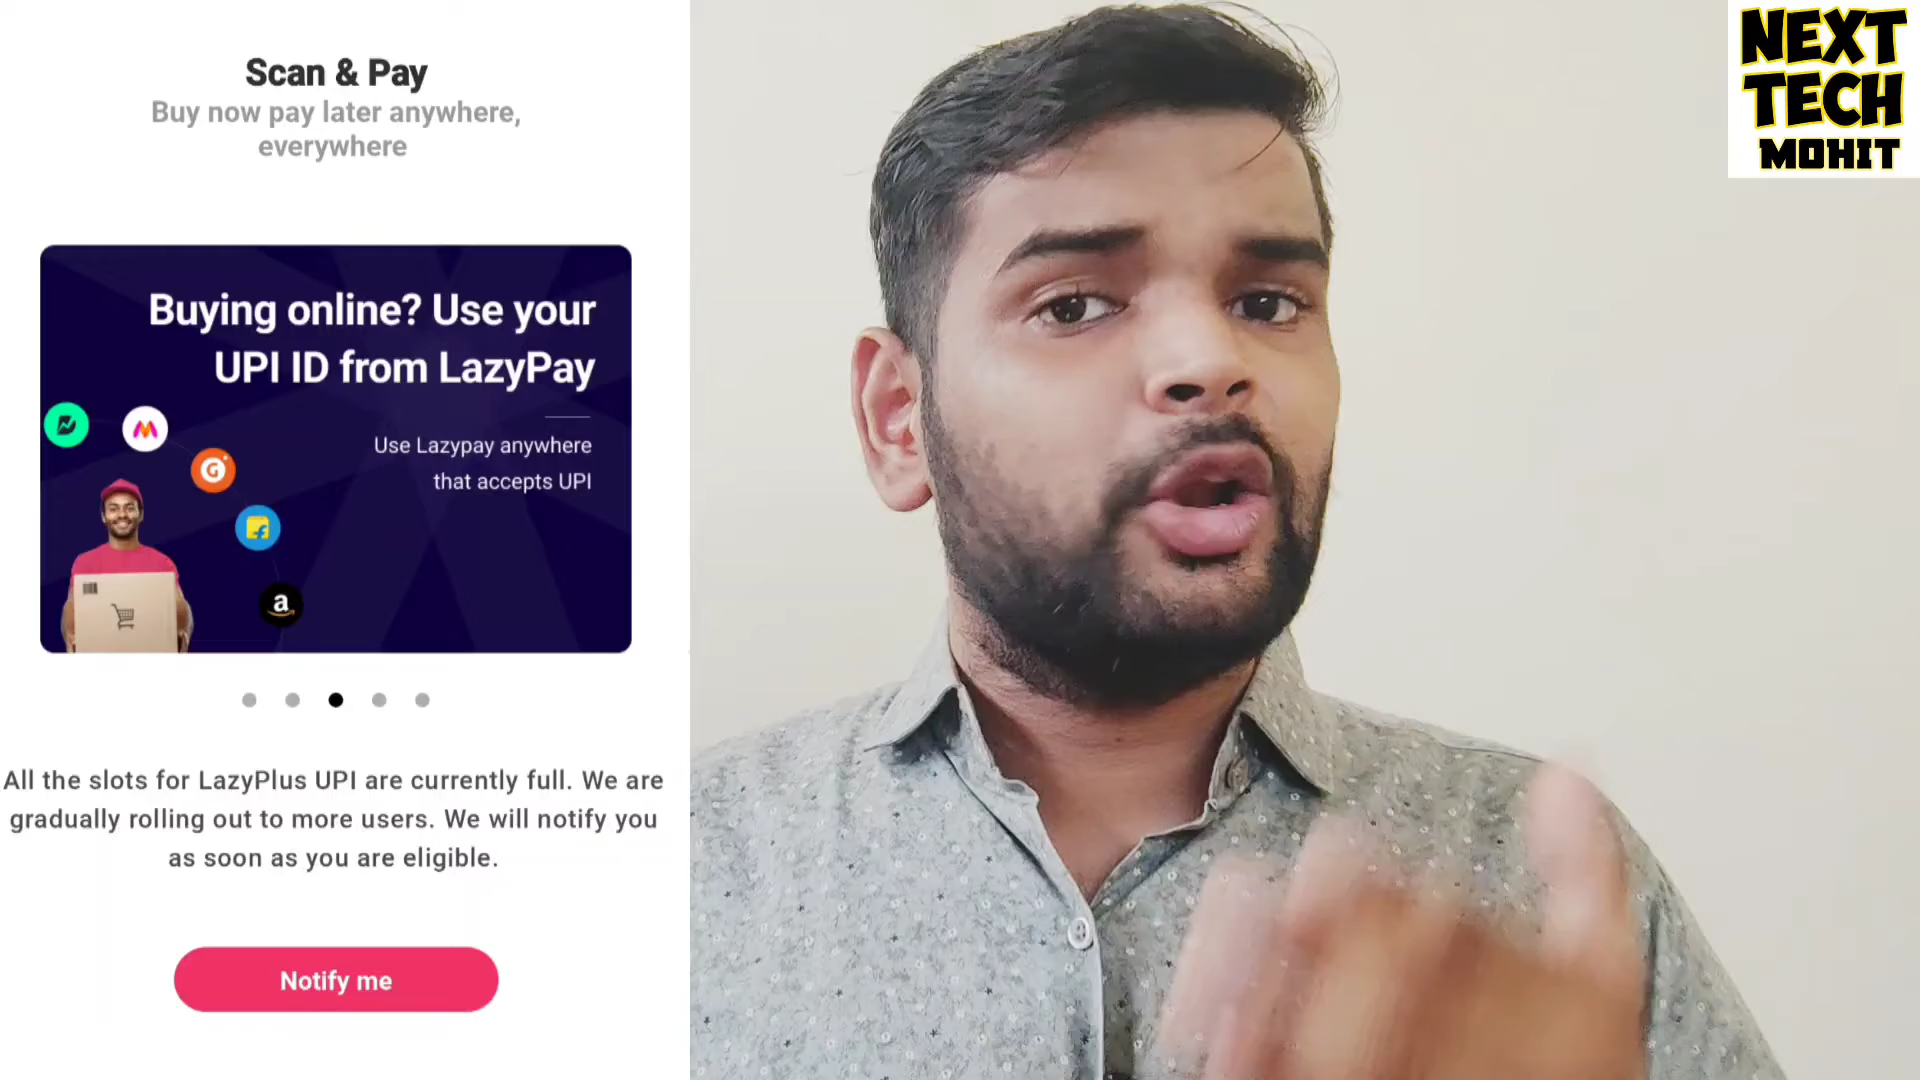 Scan & Pay
Buy now pay later anywhere,
everywhere
Buying online? Use your
UPI ID from LazyPay
Use Lazypay anywhere
that accepts UPI
a
All the slots for LazyPlus UPI are currently full. We are
gradually rolling out to more users. We will notify you
as soon as you are eligible.
Notify me
NEXT
TECH
MOHIT